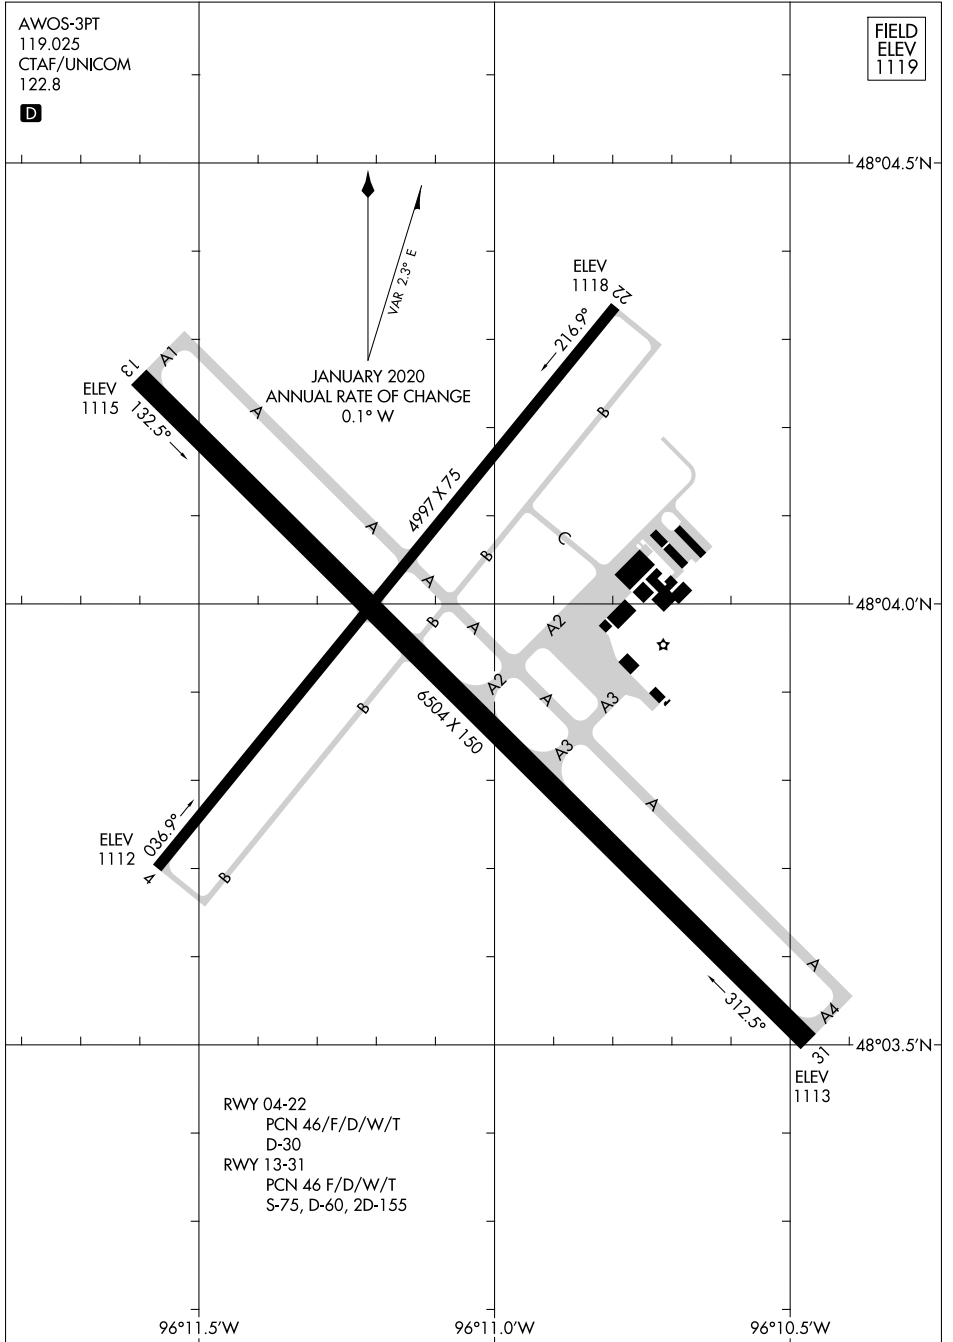 AWOS-3PT
119.025
CTAF/UNICOM
122.8
D
FIELD
ELEV
1119
48°04.5'N
VAR 2.3° E
JANUARY 2020
ANNUAL RATE OF CHANGE
0.1° W
ELEV
1118
22
216.9°
A1
13
ELEV
1115
132.5°
A
B
4997 X 75
A
B
C
A
48°04.0'N
B
A
A2
A2
A
A3
B
6504 X 150
A3
A
036.9°
ELEV
1112
4
B
A
312.5°
A4
31
48°03.5'N
ELEV
1113
RWY 04-22
PCN 46/F/D/W/T
D-30
RWY 13-31
PCN 46 F/D/W/T
S-75, D-60, 2D-155
96°11.5'W
96°11.0'W
96°10.5'W